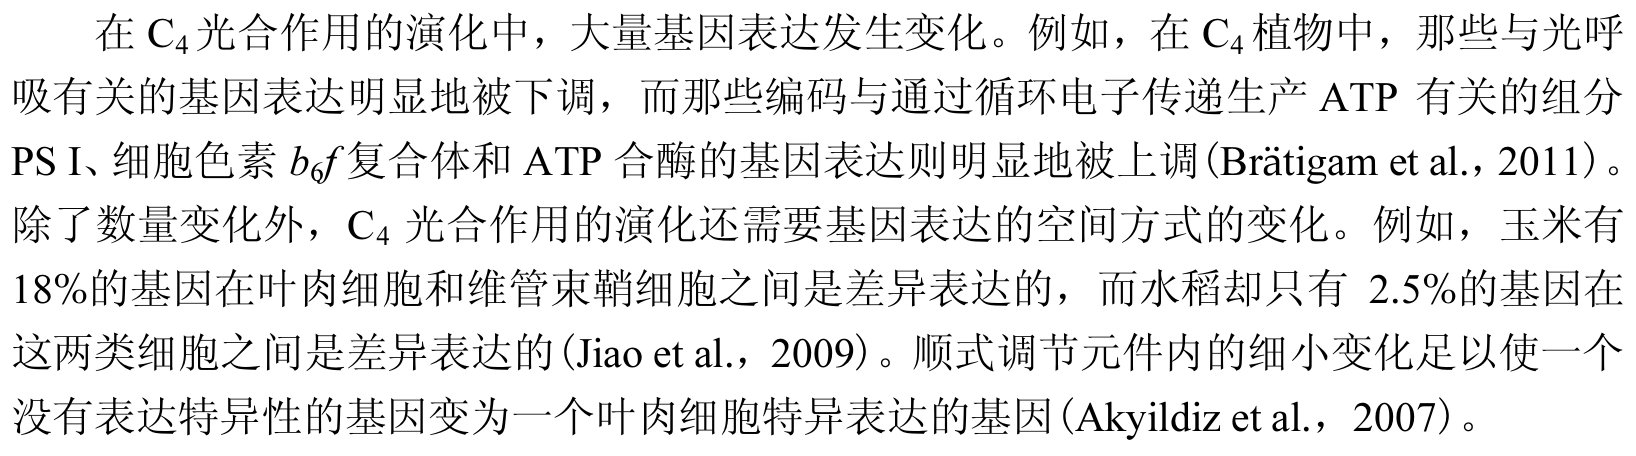 在 C₄光合作用的演化中，大量基因表达发生变化。例如，在 C₄植物中，那些与光呼
吸有关的基因表达明显地被下调，而那些编码与通过循环电子传递生产 ATP 有关的组分
PS I、细胞色素 b₆f 复合体和 ATP 合酶的基因表达则明显地被上调(Brätigam et al.，2011)。
除了数量变化外，C₄ 光合作用的演化还需要基因表达的空间方式的变化。例如，玉米有
18%的基因在叶肉细胞和维管束鞘细胞之间是差异表达的，而水稻却只有 2.5%的基因在
这两类细胞之间是差异表达的(Jiao et al.，2009)。顺式调节元件内的细小变化足以使一个
没有表达特异性的基因变为一个叶肉细胞特异表达的基因(Akyildiz et al.，2007)。